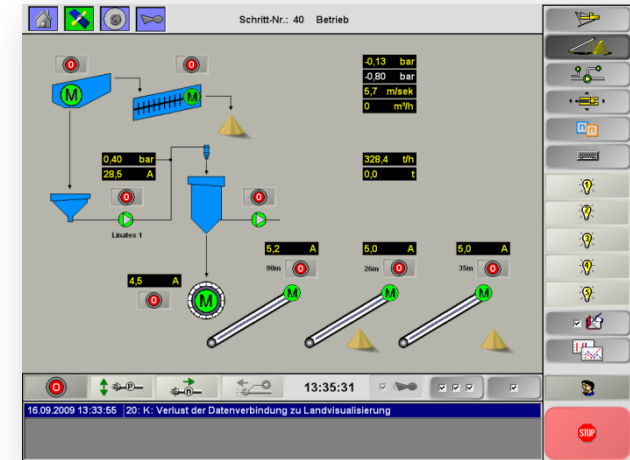 Schritt-Nr.: 40 Betrieb
-0,13 bar
-0,80 bar
5,7 m/sek
0 m³/h
M
M
0,40 bar
28,5 A
328,4 t/h
0,0 t
Linatex 1
5,2 A
5,0 A
5,0 A
90m
26m
35m
4,5 A
M
M
M
M
13:35:31
16.09.2009 13:33:55 20: K: Verlust der Datenverbindung zu Landvisualisierung
STOP